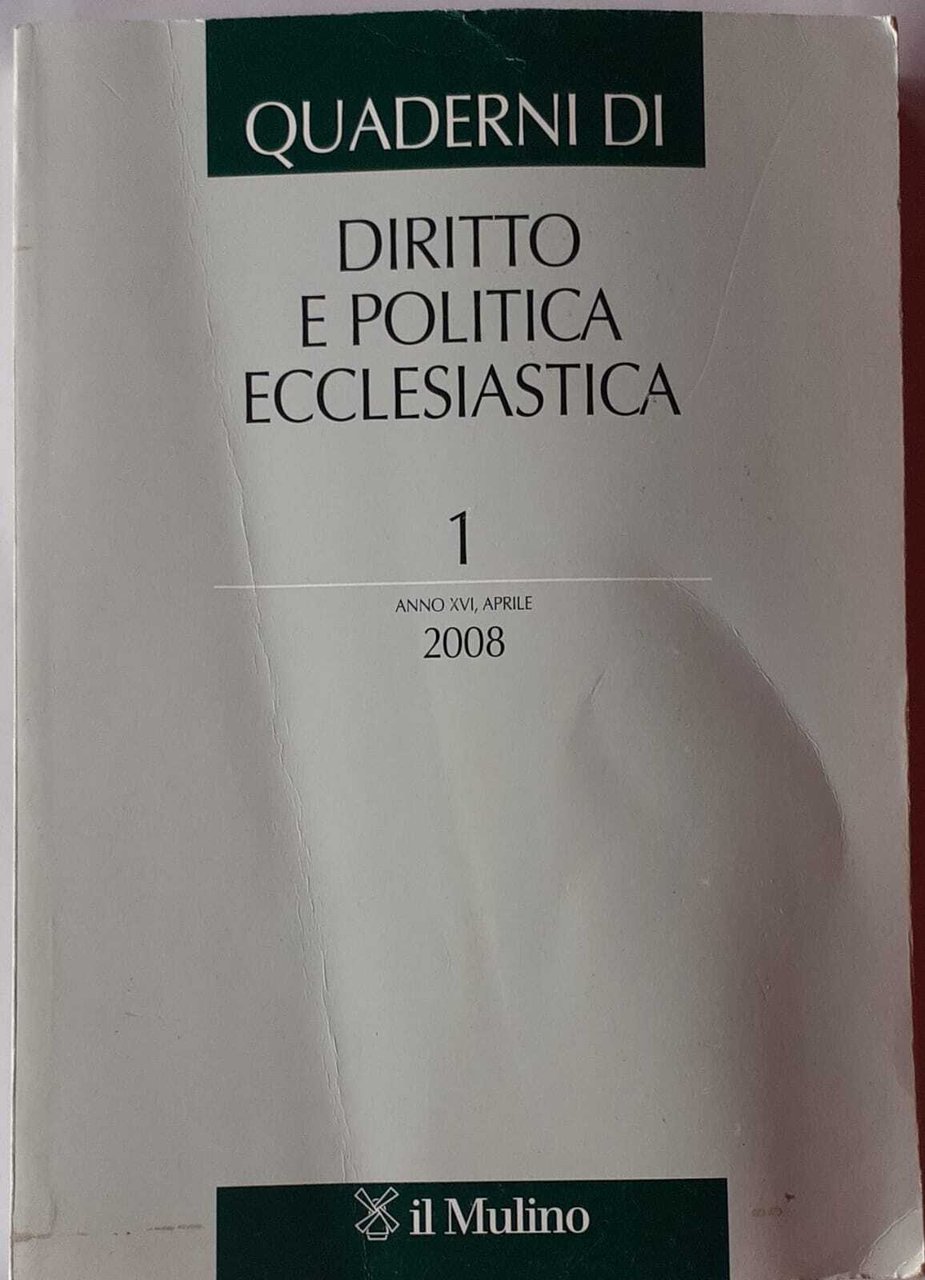 QUADERNI DI
DIRITTO
E POLITICA
ECCLESIASTICA
1
ANNO XVI, APRILE
2008
il Mulino